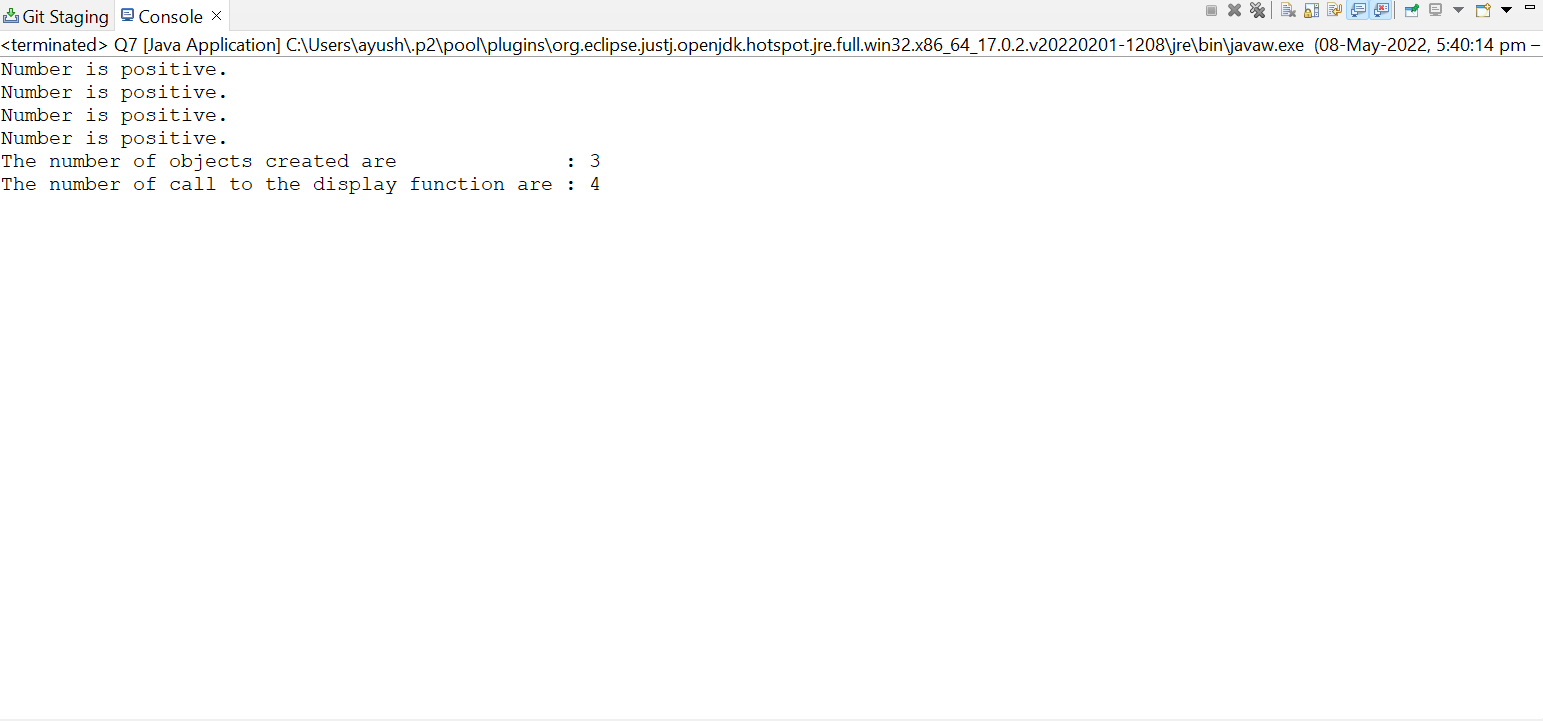 Git Staging Console
<terminated> Q7 [Java Application] C:\Users\ayush\.p2\pool\plugins\org.eclipse.justj.openjdk.hotspot.jre.full.win32.x86_64_17.0.2.v20220201-1208\jre\bin\javaw.exe (08-May-2022, 5:40:14 pm –
Number is positive.
Number is positive.
Number is positive.
Number is positive.
The number of objects created are              : 3
The number of call to the display function are : 4